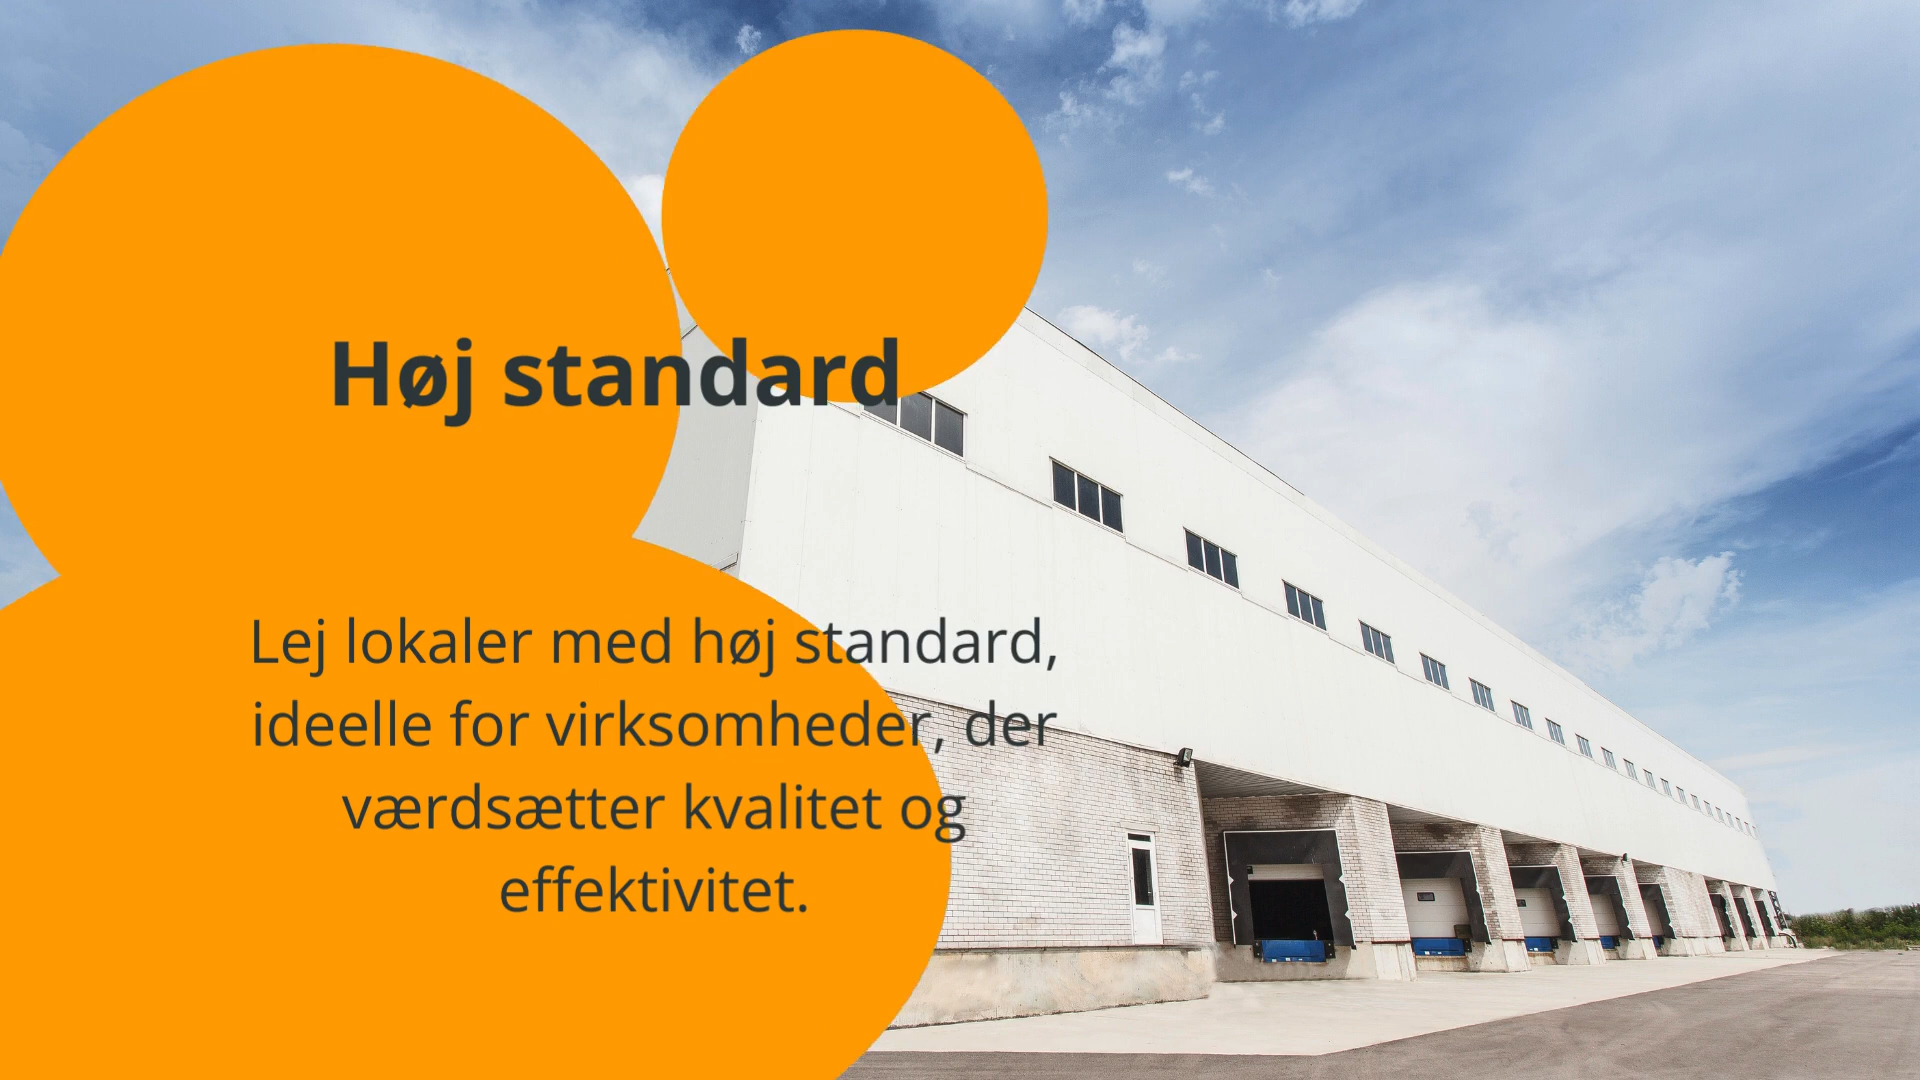 Høj standard
Lej lokaler med høj standard,
ideelle for virksomheder, der
værdsætter kvalitet og
effektivitet.